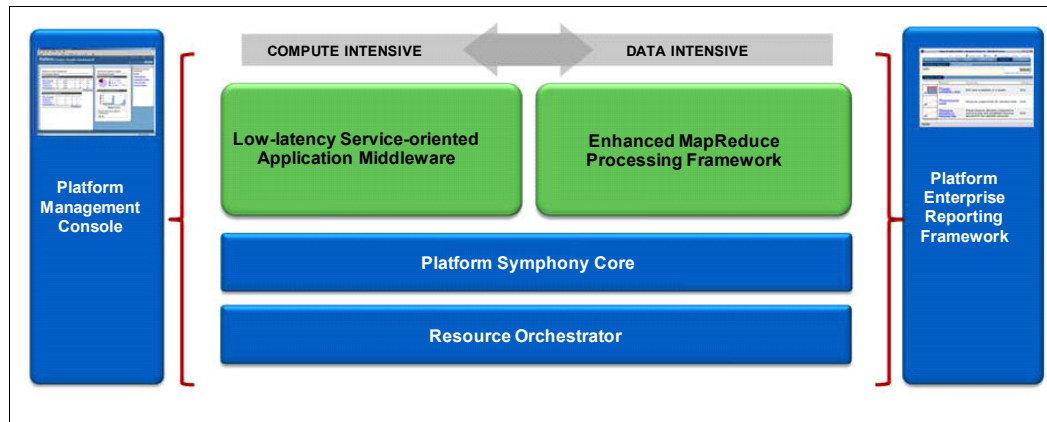 COMPUTE INTENSIVE
DATA INTENSIVE
Low-latency Service-oriented
Application Middleware
Enhanced MapReduce
Processing Framework
Platform
Management
Console
Platform
Enterprise
Reporting
Framework
Platform Symphony Core
Resource Orchestrator